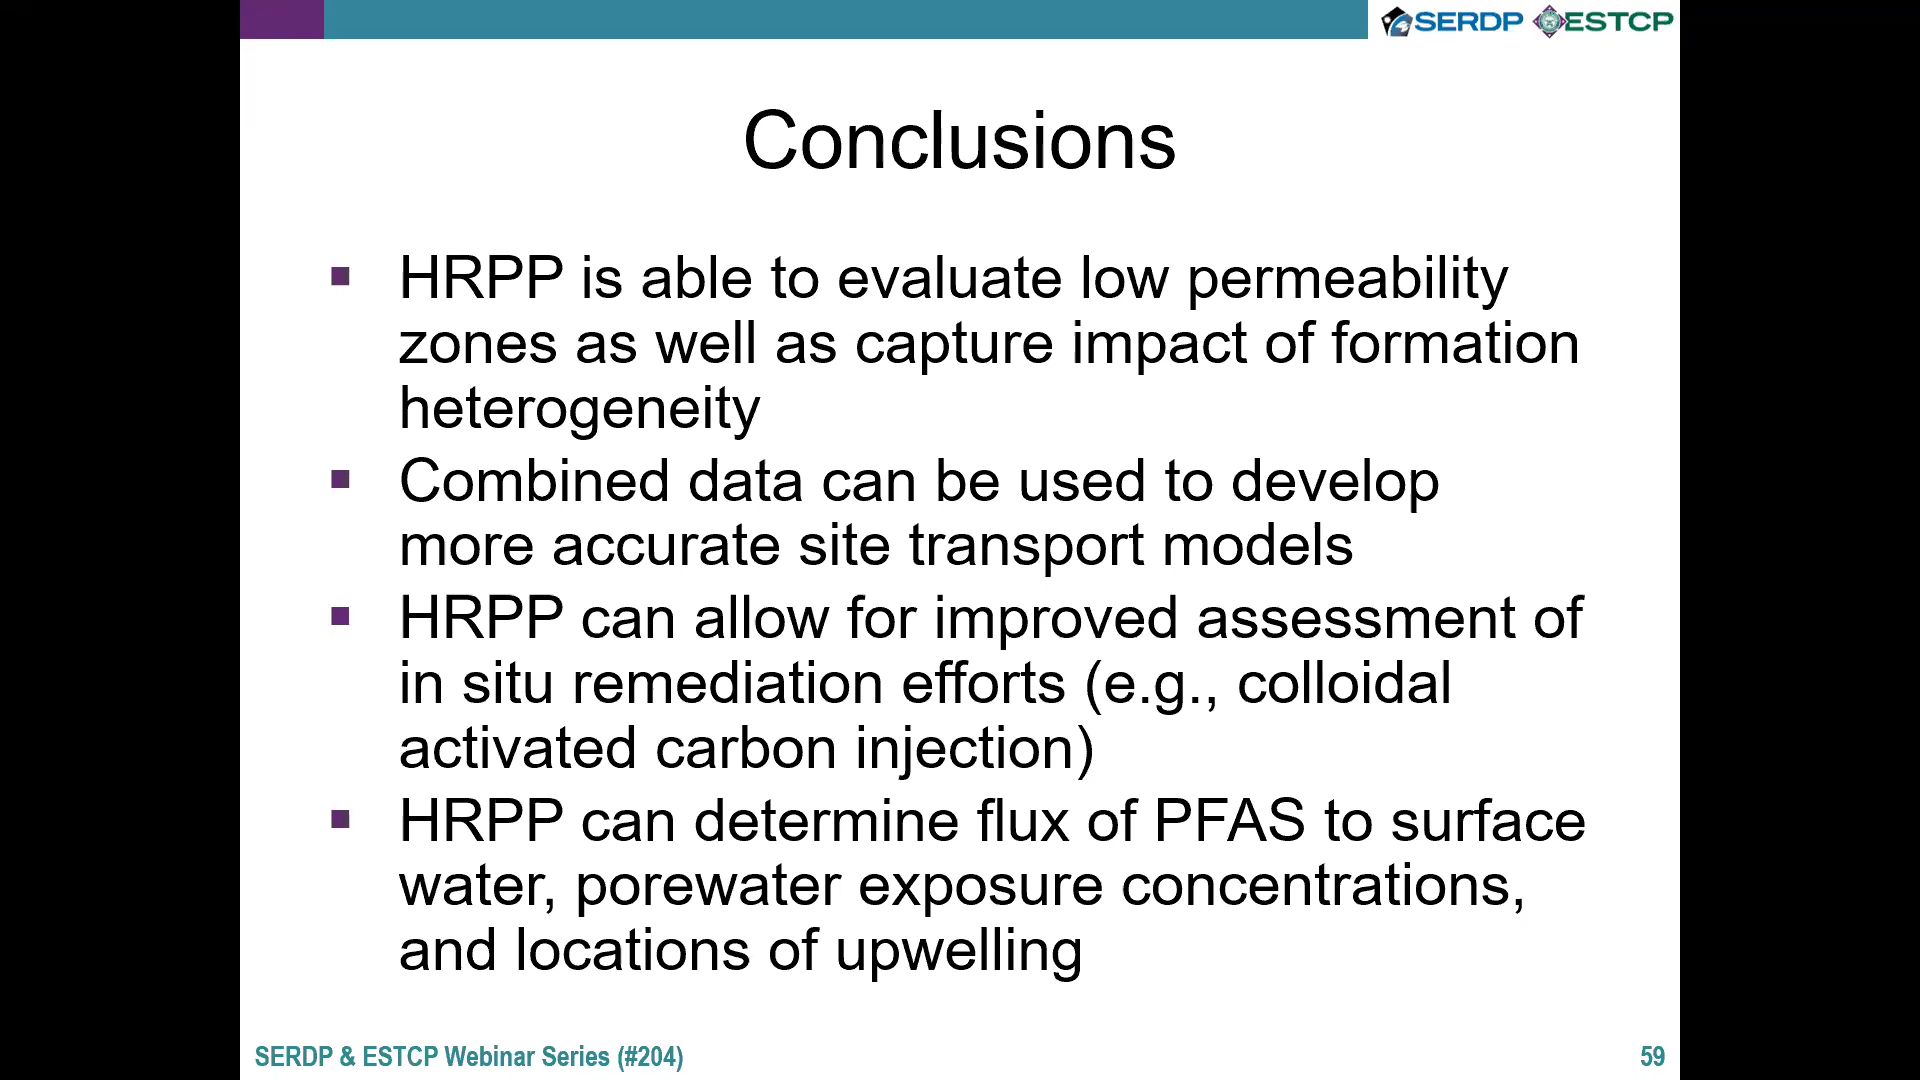 SERDP ESTCP
Conclusions
▪ HRPP is able to evaluate low permeability
zones as well as capture impact of formation
heterogeneity
▪ Combined data can be used to develop
more accurate site transport models
▪ HRPP can allow for improved assessment of
in situ remediation efforts (e.g., colloidal
activated carbon injection)
▪ HRPP can determine flux of PFAS to surface
water, porewater exposure concentrations,
and locations of upwelling
SERDP & ESTCP Webinar Series (#204)
59